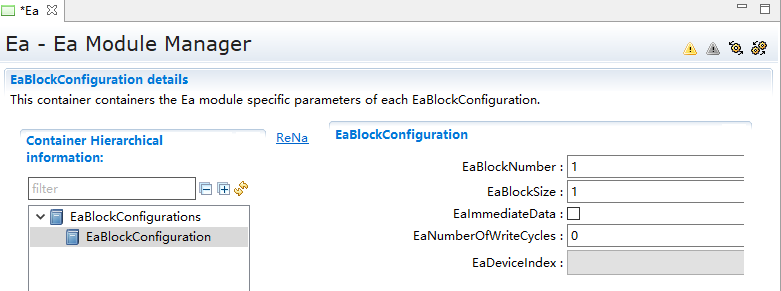 *Ea
Ea - Ea Module Manager
EaBlockConfiguration details
This container containers the Ea module specific parameters of each EaBlockConfiguration.
Container Hierarchical
information:
ReNa
filter
EaBlockConfigurations
EaBlockConfiguration
EaBlockConfiguration
EaBlockNumber : 1
EaBlockSize : 1
EaImmediateData :
EaNumberOfWriteCycles : 0
EaDeviceIndex :